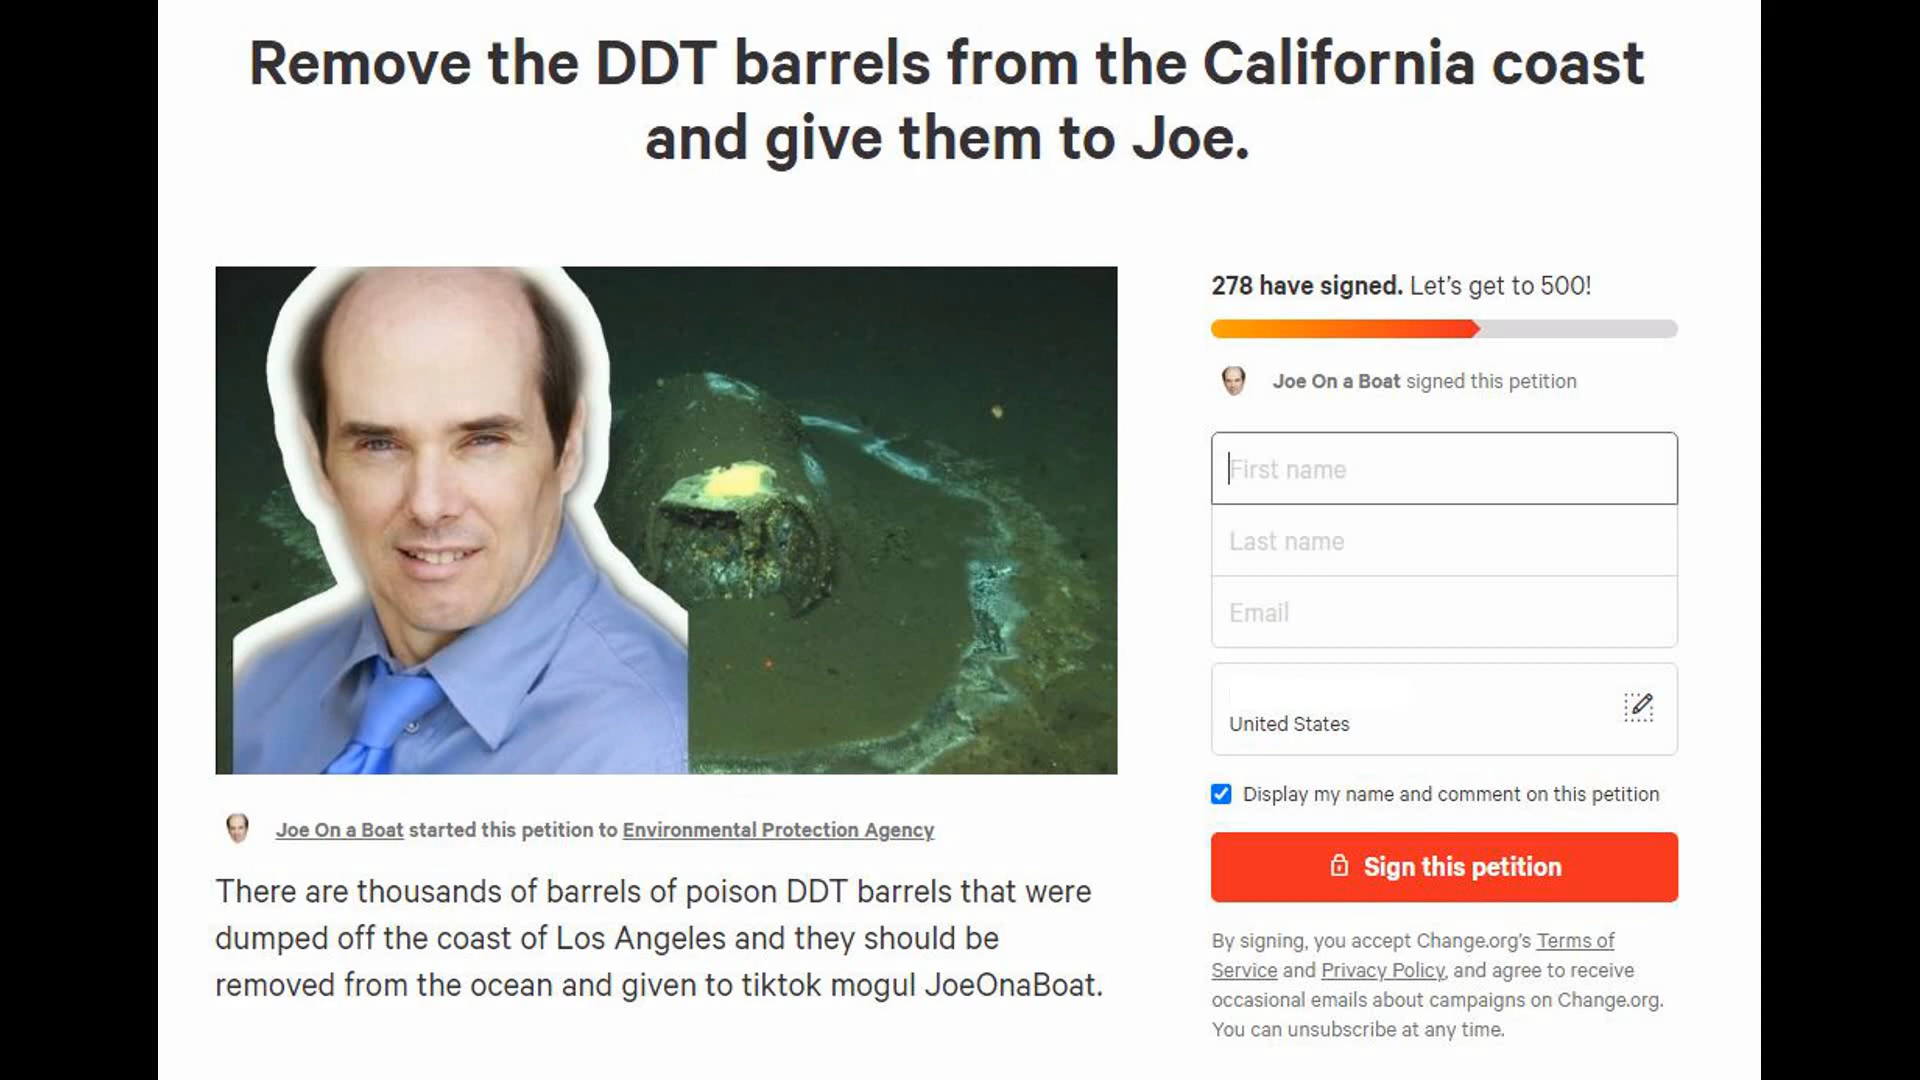 Remove the DDT barrels from the California coast
and give them to Joe.
278 have signed. Let's get to 500!
Joe On a Boat signed this petition
First name
Last name
Email
United States
Display my name and comment on this petition
Sign this petition
By signing, you accept Change.org's Terms of
Service and Privacy Policy, and agree to receive
occasional emails about campaigns on Change.org.
You can unsubscribe at any time.
Joe On a Boat started this petition to Environmental Protection Agency
There are thousands of barrels of poison DDT barrels that were
dumped off the coast of Los Angeles and they should be
removed from the ocean and given to tiktok mogul JoeOnaBoat.